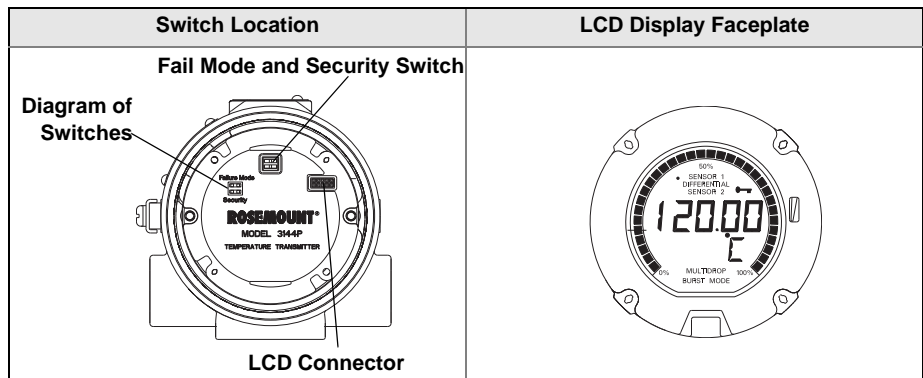 Switch Location
LCD Display Faceplate
Fail Mode and Security Switch
Diagram of
Switches
Failure Mode
Security
ROSEMOUNT®
MODEL 3144P
TEMPERATURE TRANSMITTER
LCD Connector
50%
SENSOR 1
DIFFERENTIAL
SENSOR 2
120.00
°C
0%
100%
MULTIDROP
BURST MODE